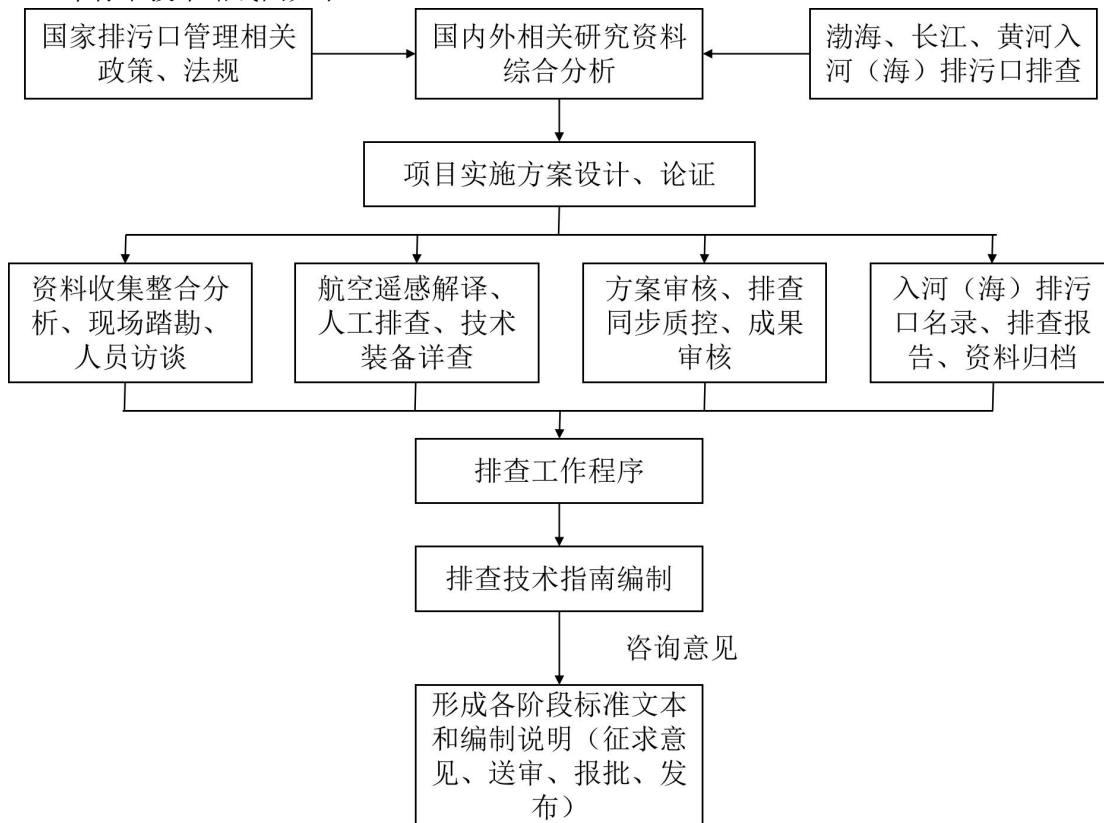 国家排污口管理相关
政策、法规
国内外相关研究资料
综合分析
渤海、长江、黄河入
河（海）排污口排查
项目实施方案设计、论证
资料收集整合分
析、现场踏勘、
人员访谈
航空遥感解译、
人工排查、技术
装备详查
方案审核、排查
同步质控、成果
审核
入河（海）排污
口名录、排查报
告、资料归档
排查工作程序
排查技术指南编制
咨询意见
形成各阶段标准文本
和编制说明（征求意
见、送审、报批、发
布）